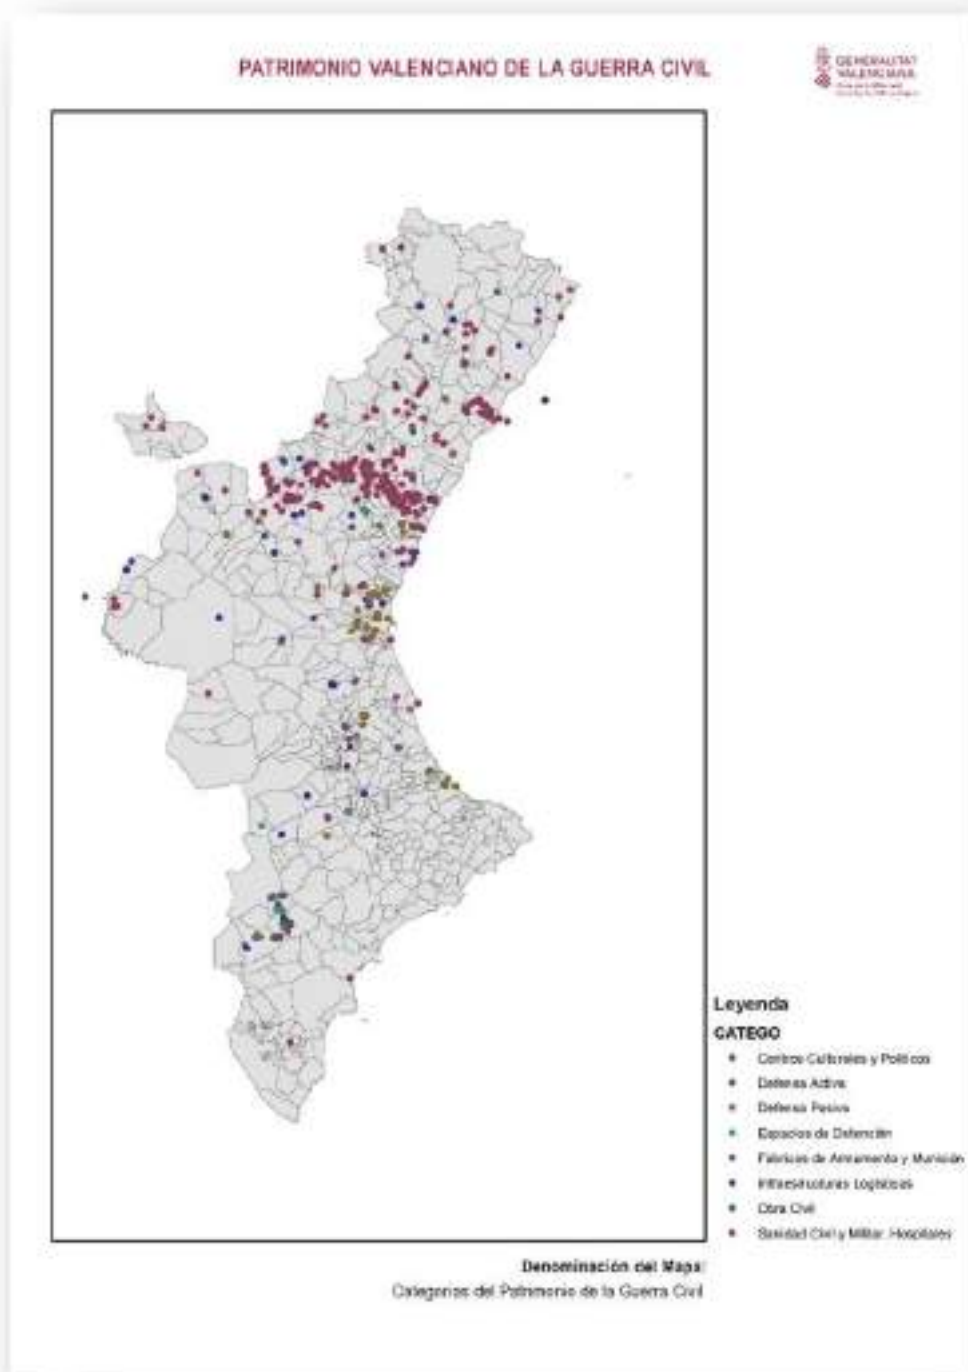 PATRIMONIO VALENCIANO DE LA GUERRA CIVIL
GENERALITAT
VALENCIANA
Leyenda
CATEGO
Centros Culturales y Políticos
Defensa Activa
Defensa Pasiva
Espacios de Detención
Fábricas de Armamento y Munición
Infraestructuras Logísticas
Obra Civil
Sanidad Civil y Militar. Hospitales
Denominación del Mapa:
Categorías del Patrimonio de la Guerra Civil